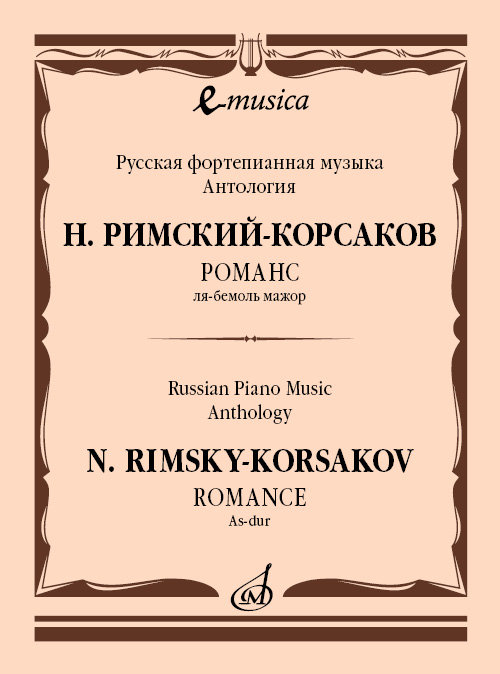 e-musica
Русская фортепианная музыка
Антология
Н. РИМСКИЙ-КОРСАКОВ
РОМАНС
ля-бемоль мажор
Russian Piano Music
Anthology
N. RIMSKY-KORSAKOV
ROMANCE
As-dur
М